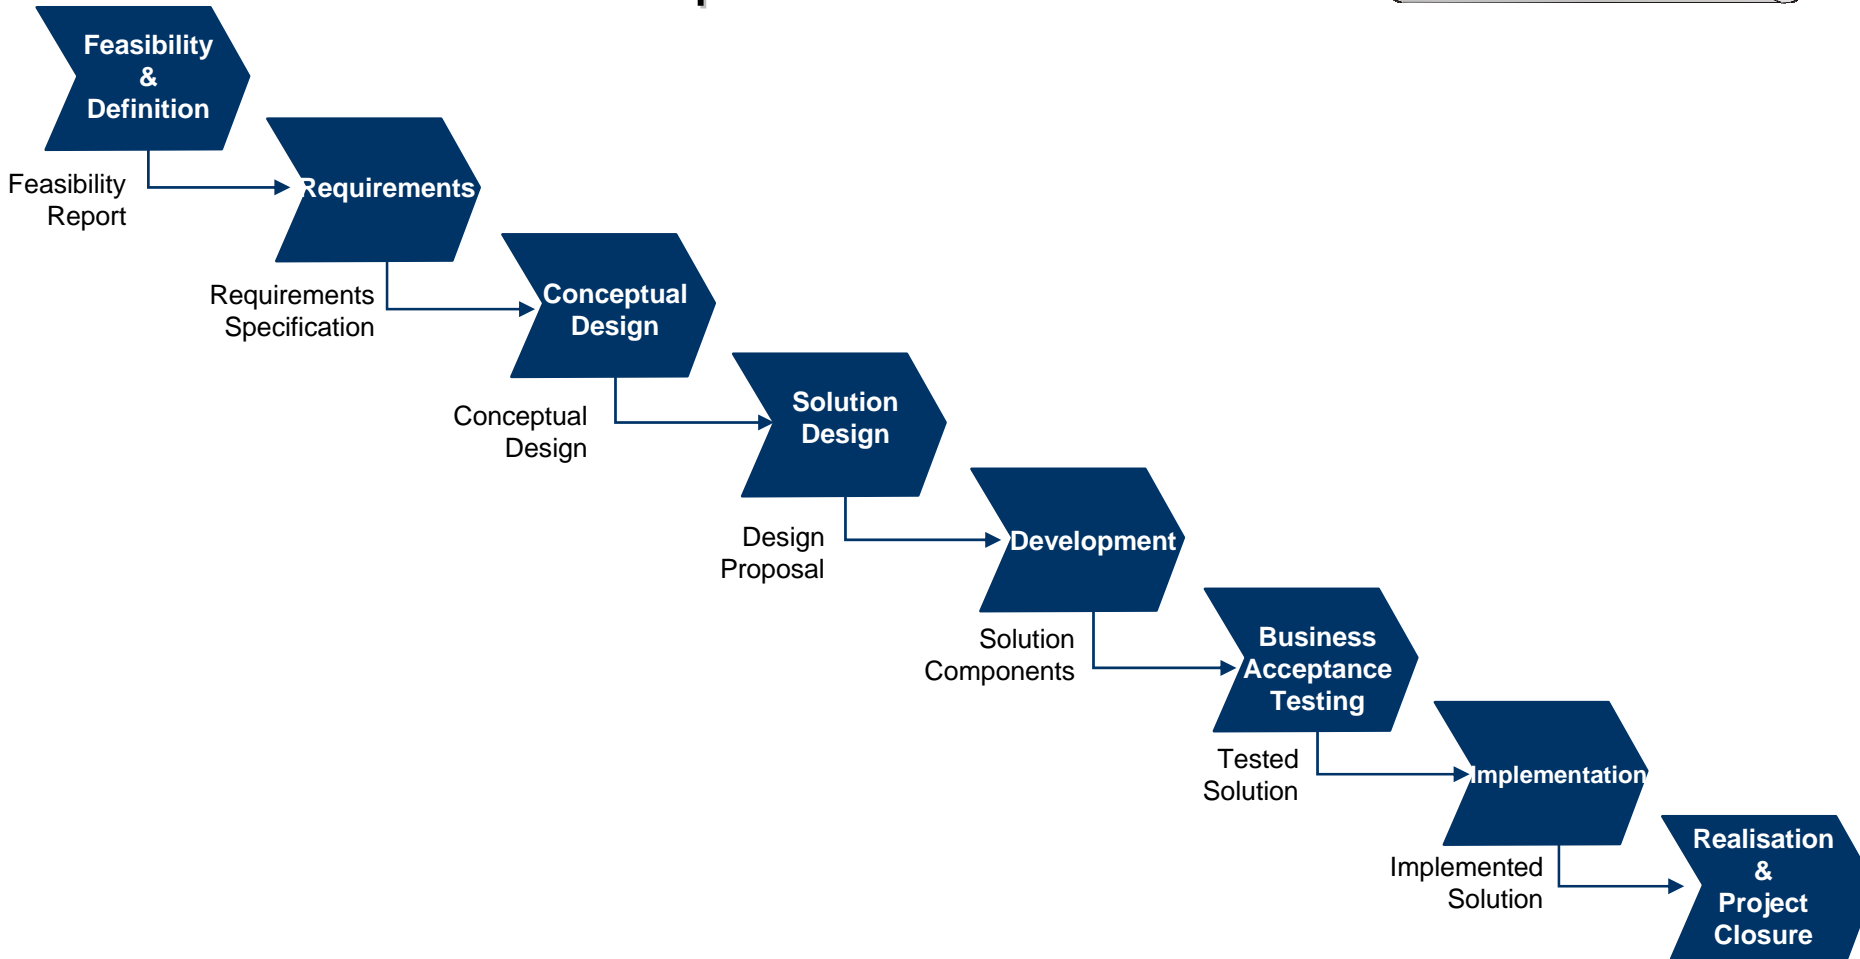 Feasibility
&
Definition
Feasibility
Report
Requirements
Requirements
Specification
Conceptual
Design
Conceptual
Design
Solution
Design
Design
Proposal
Development
Solution
Components
Business
Acceptance
Testing
Tested
Solution
Implementation
Implemented
Solution
Realisation
&
Project
Closure